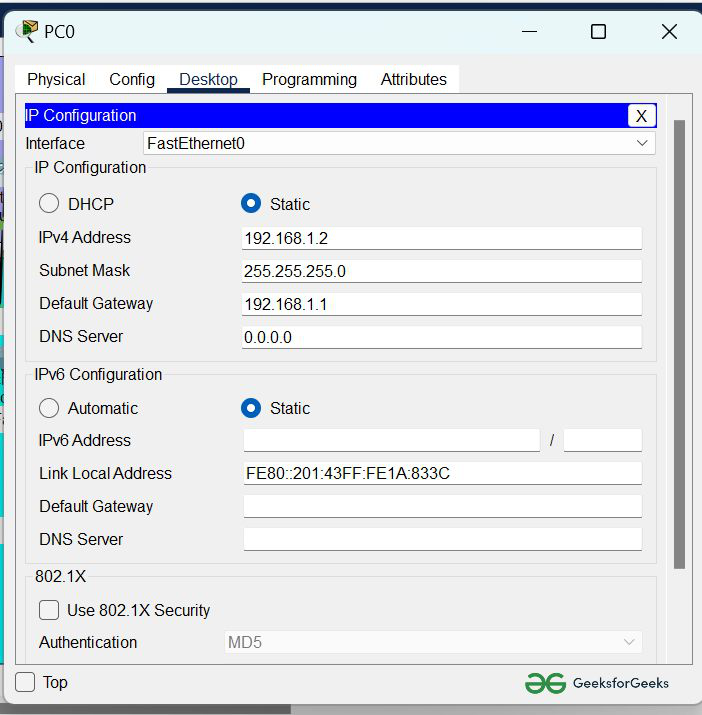 PC0
Physical Config Desktop Programming Attributes
IP Configuration X
Interface FastEthernet0
IP Configuration
DHCP Static
IPv4 Address 192.168.1.2
Subnet Mask 255.255.255.0
Default Gateway 192.168.1.1
DNS Server 0.0.0.0
IPv6 Configuration
Automatic Static
IPv6 Address /
Link Local Address FE80::201:43FF:FE1A:833C
Default Gateway
DNS Server
802.1X
Use 802.1X Security
Authentication MD5
Top
GeeksforGeeks